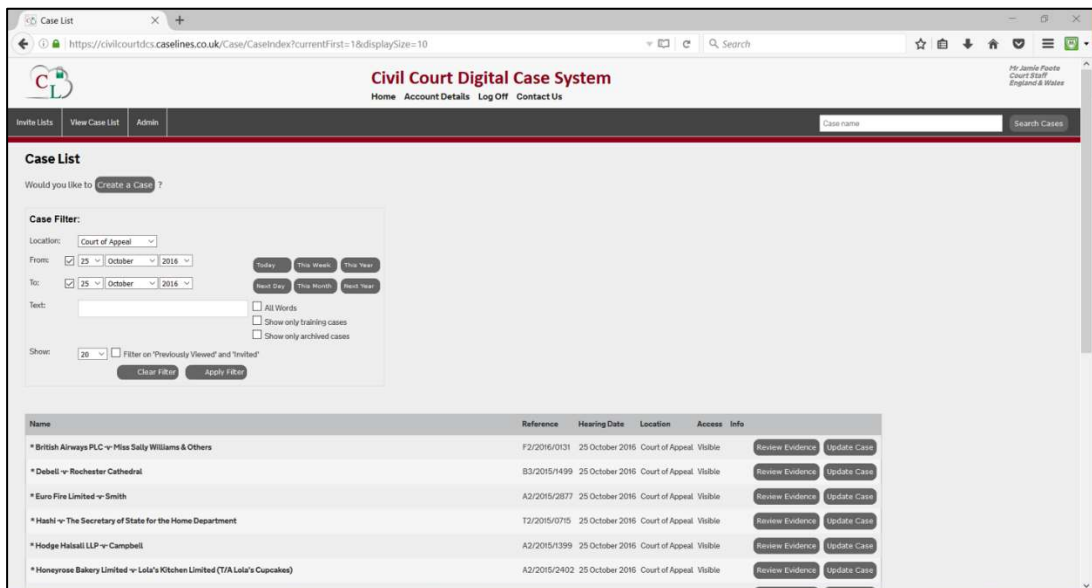 Case List
https://civilcourtdcs.caselines.co.uk/Case/CaseIndex?currentFirst=1&displaySize=10
Search
CL
Civil Court Digital Case System
Mr Jamie Foote
Court Staff
England & Wales
Home Account Details Log Off Contact Us
Invite Lists View Case List Admin Case name Search Cases
Case List
Would you like to Create a Case ?
Case Filter:
Location: Court of Appeal
From: 25 October 2016 Today This Week This Year
To: 25 October 2016 Next Day This Month Next Year
Text: All Words
Show only training cases
Show only archived cases
Show: 20 Filter on 'Previously Viewed' and 'Invited'
Clear Filter Apply Filter
Name Reference Hearing Date Location Access Info
* British Airways PLC -v- Miss Sally Williams & Others F2/2016/0131 25 October 2016 Court of Appeal Visible Review Evidence Update Case
* Debell -v- Rochester Cathedral B3/2015/1499 25 October 2016 Court of Appeal Visible Review Evidence Update Case
* Euro Fire Limited -v- Smith A2/2015/2877 25 October 2016 Court of Appeal Visible Review Evidence Update Case
* Hashi -v- The Secretary of State for the Home Department T2/2015/0715 25 October 2016 Court of Appeal Visible Review Evidence Update Case
* Hodge Halsall LLP -v- Campbell A2/2015/1399 25 October 2016 Court of Appeal Visible Review Evidence Update Case
* Honeyrose Bakery Limited -v- Lola's Kitchen Limited (T/A Lola's Cupcakes) A2/2015/2402 25 October 2016 Court of Appeal Visible Review Evidence Update Case